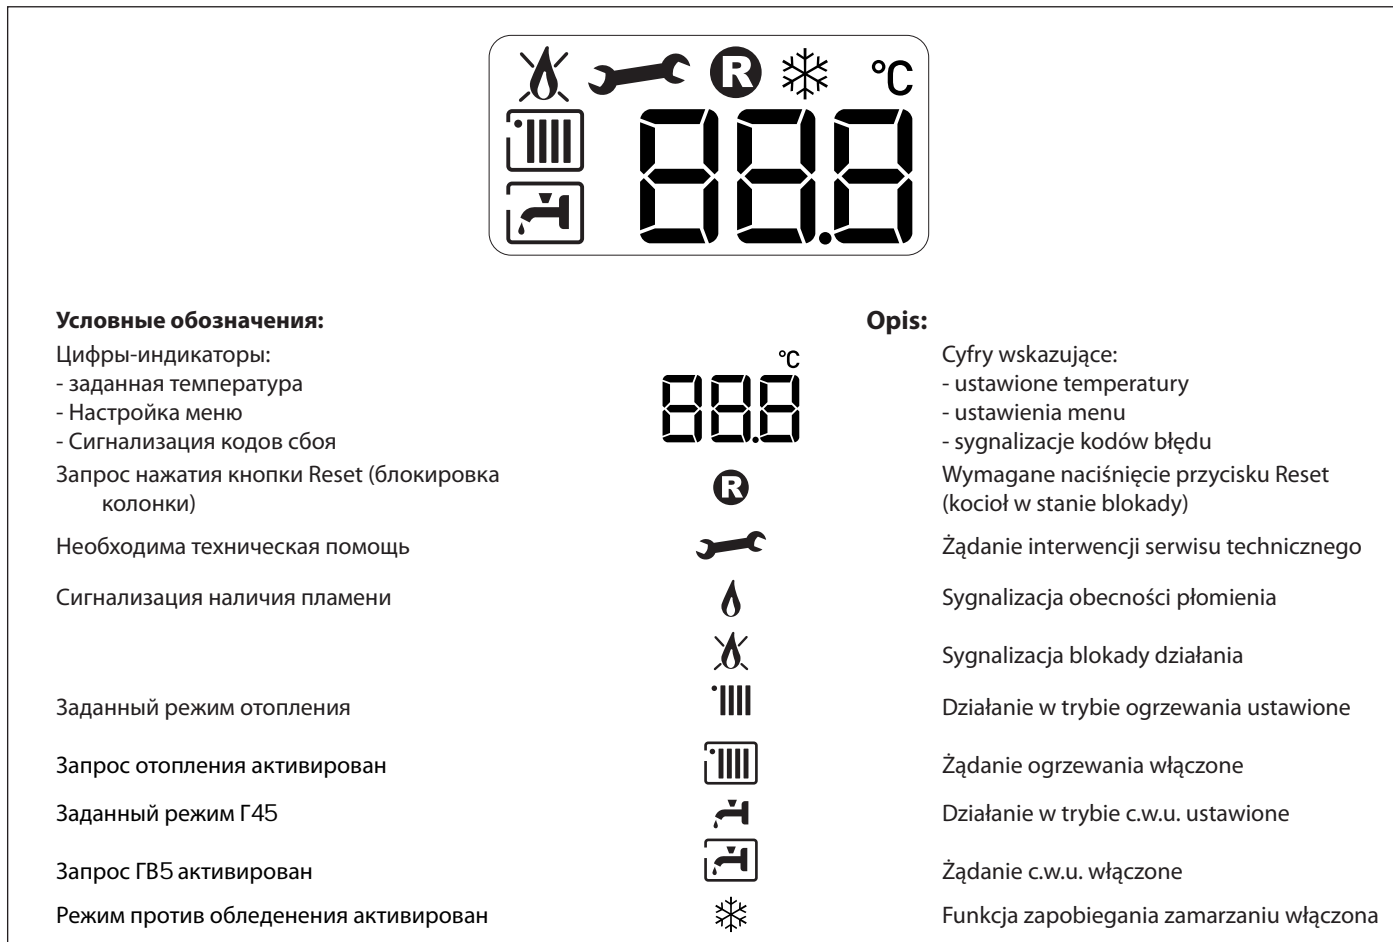 R °C
88.8
Условные обозначения:
Цифры-индикаторы:
- заданная температура
- Настройка меню
- Сигнализация кодов сбоя
Запрос нажатия кнопки Reset (блокировка
колонки)
Необходима техническая помощь
Сигнализация наличия пламени
Заданный режим отопления
Запрос отопления активирован
Заданный режим Г45
Запрос ГВ5 активирован
Режим против обледенения активирован
°C
88.8
R
Opis:
Cyfry wskazujące:
- ustawione temperatury
- ustawienia menu
- sygnalizacje kodów błędu
Wymagane naciśnięcie przycisku Reset
(kocioł w stanie blokady)
Żądanie interwencji serwisu technicznego
Sygnalizacja obecności płomienia
Sygnalizacja blokady działania
Działanie w trybie ogrzewania ustawione
Żądanie ogrzewania włączone
Działanie w trybie c.w.u. ustawione
Żądanie c.w.u. włączone
Funkcja zapobiegania zamarzaniu włączona